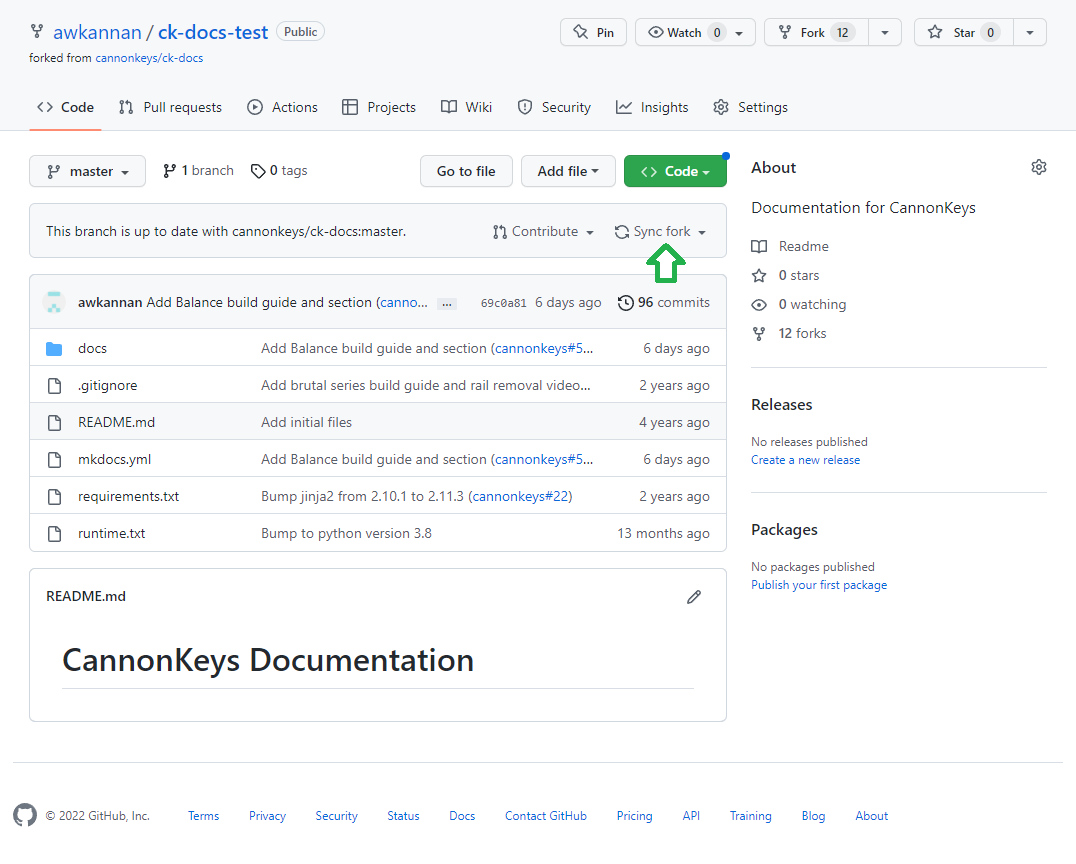 awkannan / ck-docs-test Public
Pin Watch 0 Fork 12 Star 0
forked from cannonkeys/ck-docs
Code Pull requests Actions Projects Wiki Security Insights Settings
master 1 branch 0 tags Go to file Add file Code
This branch is up to date with cannonkeys/ck-docs:master. Contribute Sync fork
awkannan Add Balance build guide and section (canno... ... 69c0a81 6 days ago 96 commits
docs Add Balance build guide and section (cannonkeys#5... 6 days ago
.gitignore Add brutal series build guide and rail removal video... 2 years ago
README.md Add initial files 4 years ago
mkdocs.yml Add Balance build guide and section (cannonkeys#5... 6 days ago
requirements.txt Bump jinja2 from 2.10.1 to 2.11.3 (cannonkeys#22) 2 years ago
runtime.txt Bump to python version 3.8 13 months ago
README.md
CannonKeys Documentation
About
Documentation for CannonKeys
Readme
0 stars
0 watching
12 forks
Releases
No releases published
Create a new release
Packages
No packages published
Publish your first package
© 2022 GitHub, Inc. Terms Privacy Security Status Docs Contact GitHub Pricing API Training Blog About